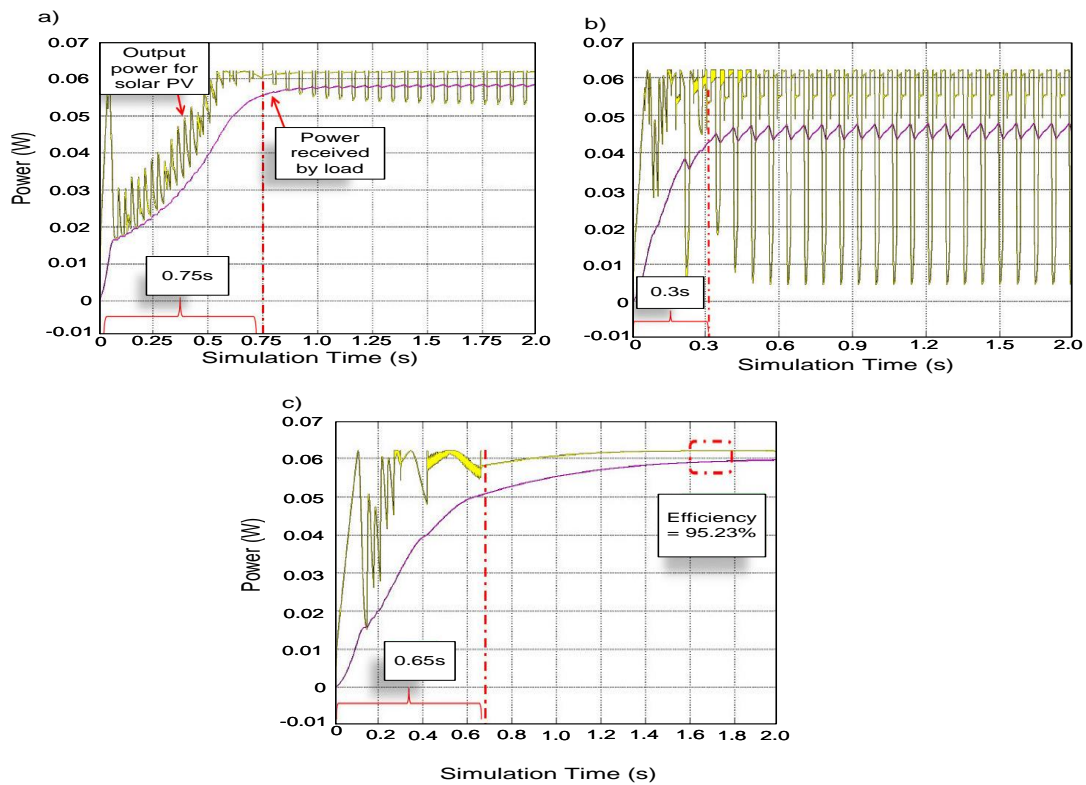 a)
0.07
0.06
0.05
0.04
0.03
0.02
0.01
0
-0.01
Power (W)
Output
power for
solar PV
Power
received
by load
0.75s
0 0.25 0.5 0.75 1.0 1.25 1.5 1.75 2.0
Simulation Time (s)
b)
0.07
0.06
0.05
0.04
0.03
0.02
0.01
0
-0.01
0.3s
0 0.3 0.6 0.9 1.2 1.5 1.8 2.0
Simulation Time (s)
c)
0.07
0.06
0.05
0.04
0.03
0.02
0.01
0
-0.01
Power (W)
Efficiency
= 95.23%
0.65s
0 0.2 0.4 0.6 0.8 1.0 1.2 1.4 1.6 1.8 2.0
Simulation Time (s)